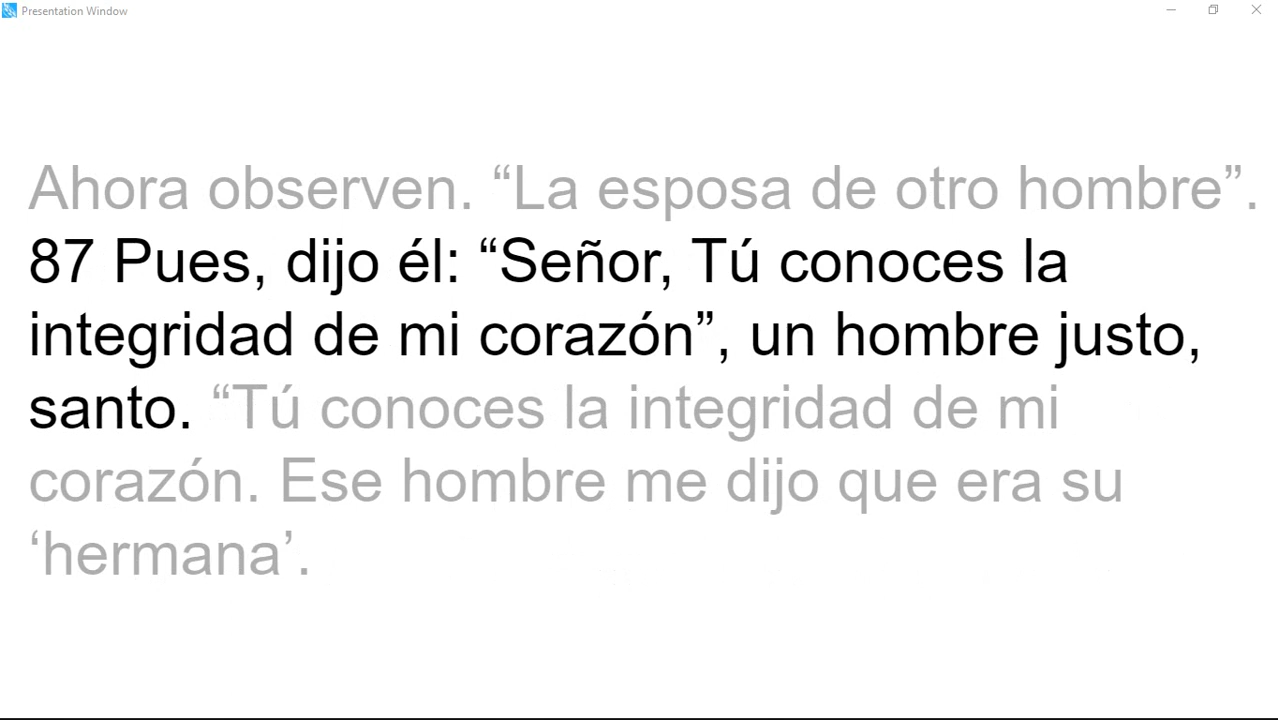 Presentation Window
Ahora observen. “La esposa de otro hombre”.
87 Pues, dijo él: “Señor, Tú conoces la
integridad de mi corazón”, un hombre justo,
santo. “Tú conoces la integridad de mi
corazón. Ese hombre me dijo que era su
‘hermana’.